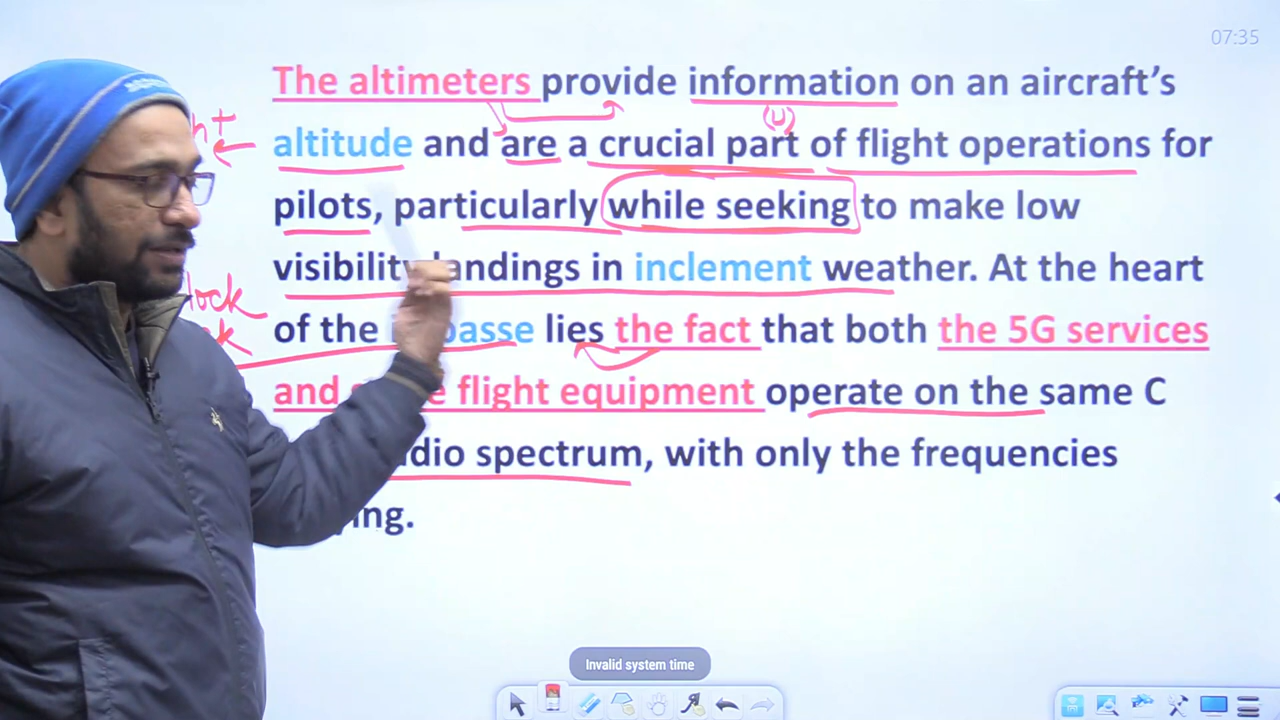 07:35
The altimeters provide information on an aircraft's
(U)
altitude and are a crucial part of flight operations for
pilots, particularly while seeking to make low
visibility landings in inclement weather. At the heart
of the lies the fact that both the 5G services
and flight equipment operate on the same C
spectrum, with only the frequencies
Invalid system time